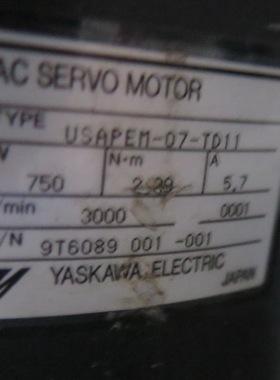 AC SERVO MOTOR
TYPE USAPEM-07-TD11
W N·m A
750 2.39 5,7
/min 3000 0001
/N 9T6089 001 -001
YASKAWA ELECTRIC
JAPAN